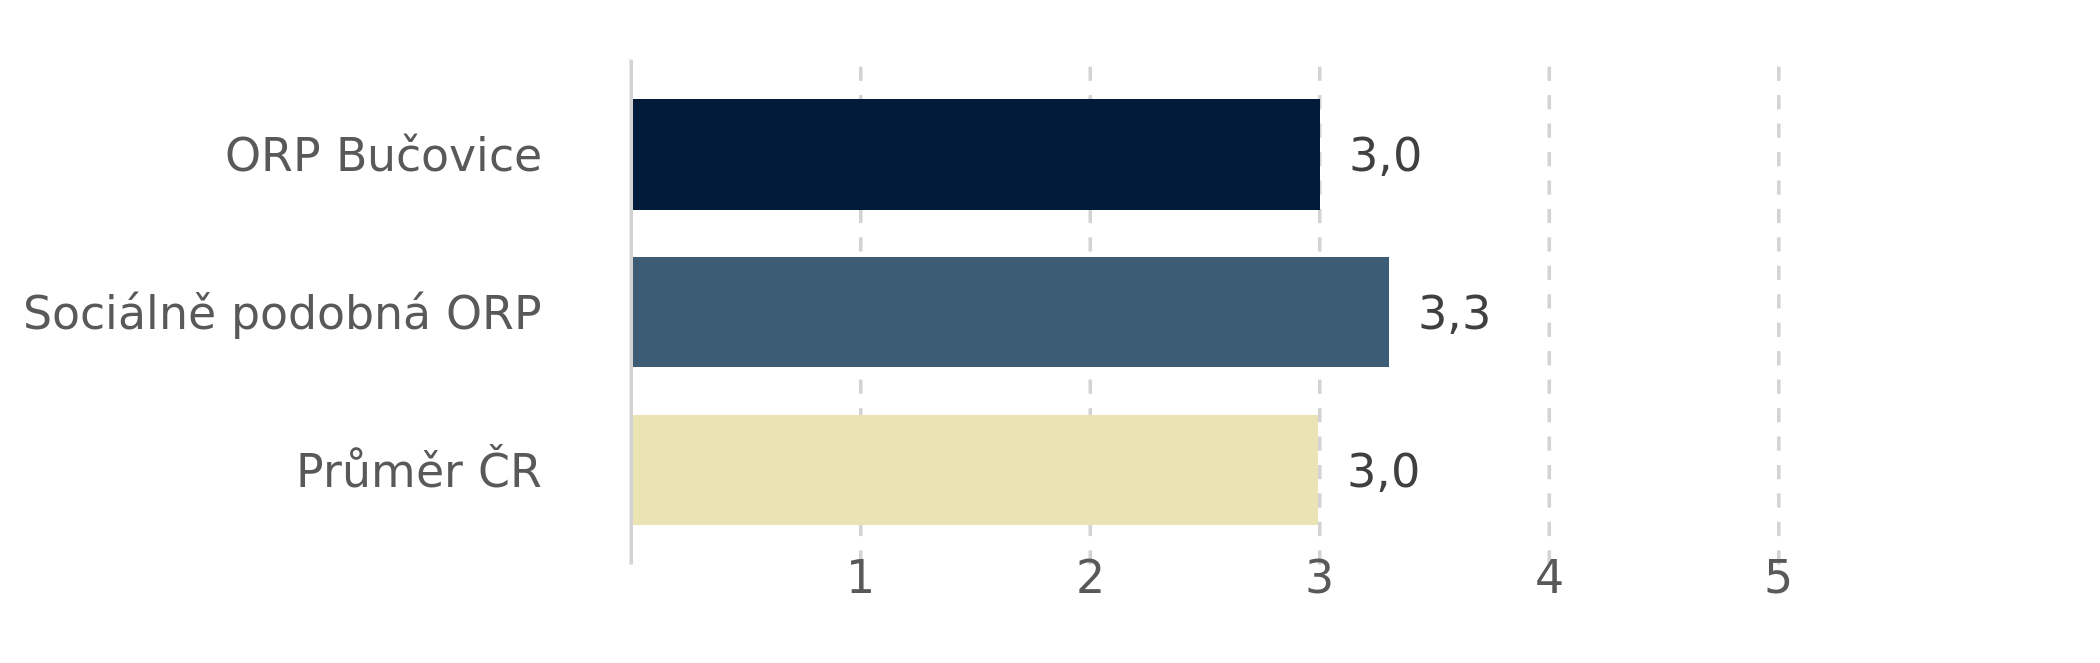 ORP Bučovice 3,0
Sociálně podobná ORP 3,3
Průměr ČR 3,0
1 2 3 4 5